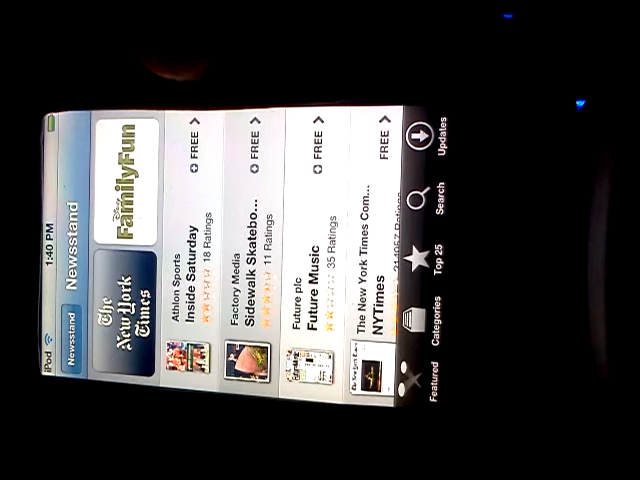 iPod 1:40 PM
Newsstand Newsstand
The New York Times
Disney FamilyFun
Athlon Sports
Inside Saturday FREE
18 Ratings
Factory Media
Sidewalk Skatebo... FREE
11 Ratings
Future plc
Future Music FREE
35 Ratings
The New York Times Com...
NYTimes FREE
Ratings
Featured Categories Top 25 Search Updates